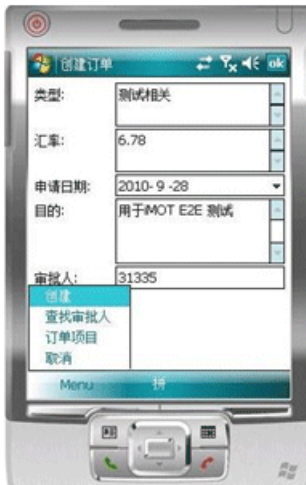 创建订单 ok
类型: 测试相关
汇率: 6.78
申请日期: 2010- 9 -28
目的: 用于iMOT E2E 测试
审批人: 31335
创建
查找审批人
订单项目
取消
Menu 拼